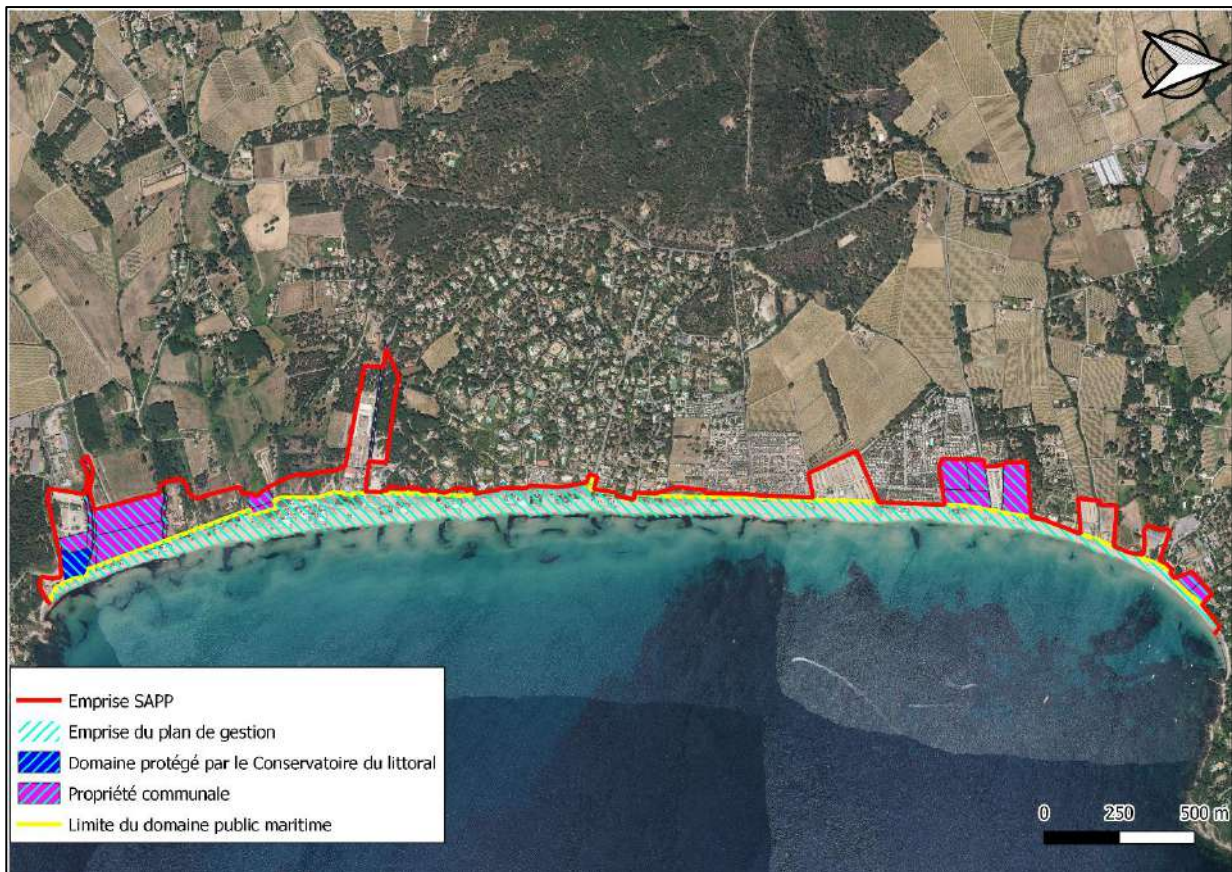 Emprise SAPP
Emprise du plan de gestion
Domaine protégé par le Conservatoire du littoral
Propriété communale
Limite du domaine public maritime
0 250 500 m